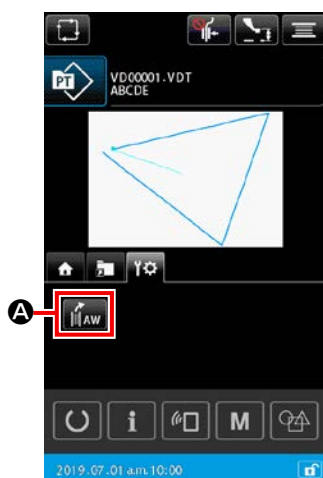 PT
VD00001.VDT
ABCDE
A
AW
i
M
2019.07.01 a.m.10:00